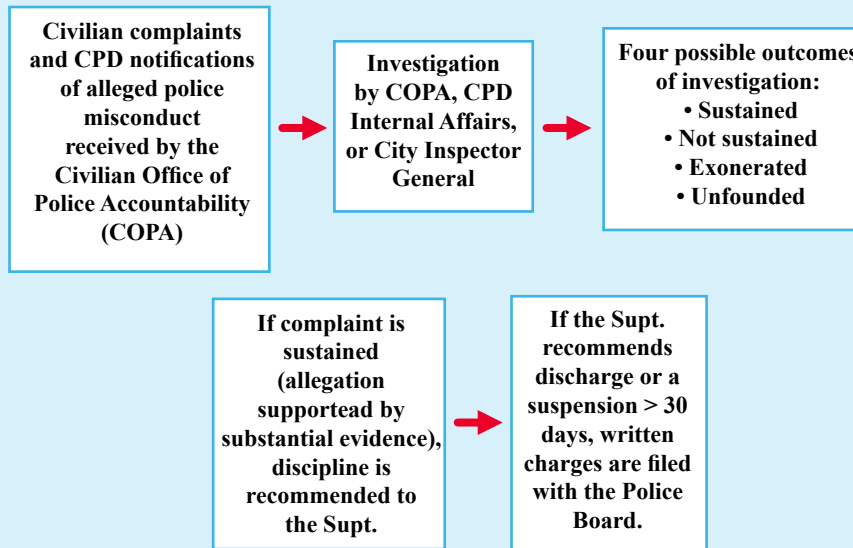 Civilian complaints
and CPD notifications
of alleged police
misconduct
received by the
Civilian Office of
Police Accountability
(COPA)
Investigation
by COPA, CPD
Internal Affairs,
or City Inspector
General
Four possible outcomes
of investigation:
• Sustained
• Not sustained
• Exonerated
• Unfounded
If complaint is
sustained
(allegation
supportead by
substantial evidence),
discipline is
recommended to
the Supt.
If the Supt.
recommends
discharge or a
suspension > 30
days, written
charges are filed
with the Police
Board.